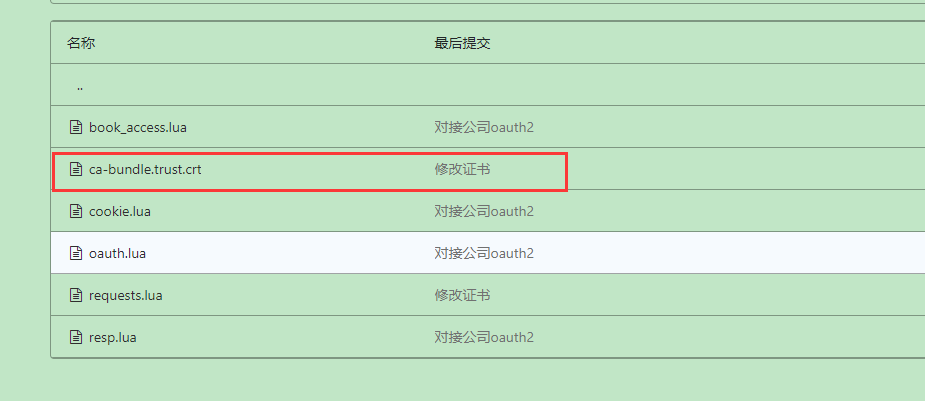 名称 最后提交
..
book_access.lua 对接公司oauth2
ca-bundle.trust.crt 修改证书
cookie.lua 对接公司oauth2
oauth.lua 对接公司oauth2
requests.lua 修改证书
resp.lua 对接公司oauth2